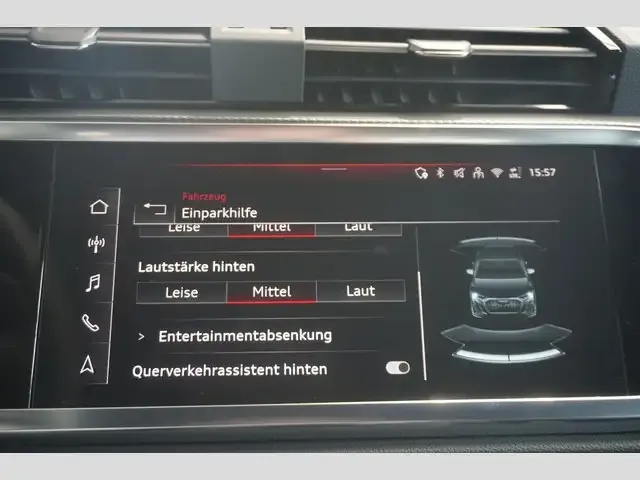 15:57
Fahrzeug
Einparkhilfe
Leise Mittel Laut
Lautstärke hinten
Leise Mittel Laut
> Entertainmentabsenkung
Querverkehrassistent hinten